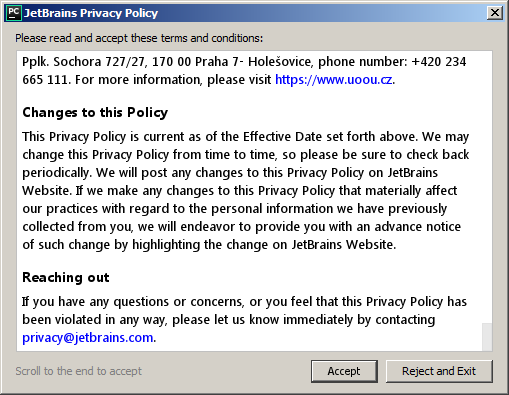 PC JetBrains Privacy Policy
Please read and accept these terms and conditions:
Pplk. Sochora 727/27, 170 00 Praha 7- Holešovice, phone number: +420 234
665 111. For more information, please visit https://www.uoou.cz.
Changes to this Policy
This Privacy Policy is current as of the Effective Date set forth above. We may
change this Privacy Policy from time to time, so please be sure to check back
periodically. We will post any changes to this Privacy Policy on JetBrains
Website. If we make any changes to this Privacy Policy that materially affect
our practices with regard to the personal information we have previously
collected from you, we will endeavor to provide you with an advance notice
of such change by highlighting the change on JetBrains Website.
Reaching out
If you have any questions or concerns, or you feel that this Privacy Policy has
been violated in any way, please let us know immediately by contacting
privacy@jetbrains.com.
Scroll to the end to accept
Accept
Reject and Exit